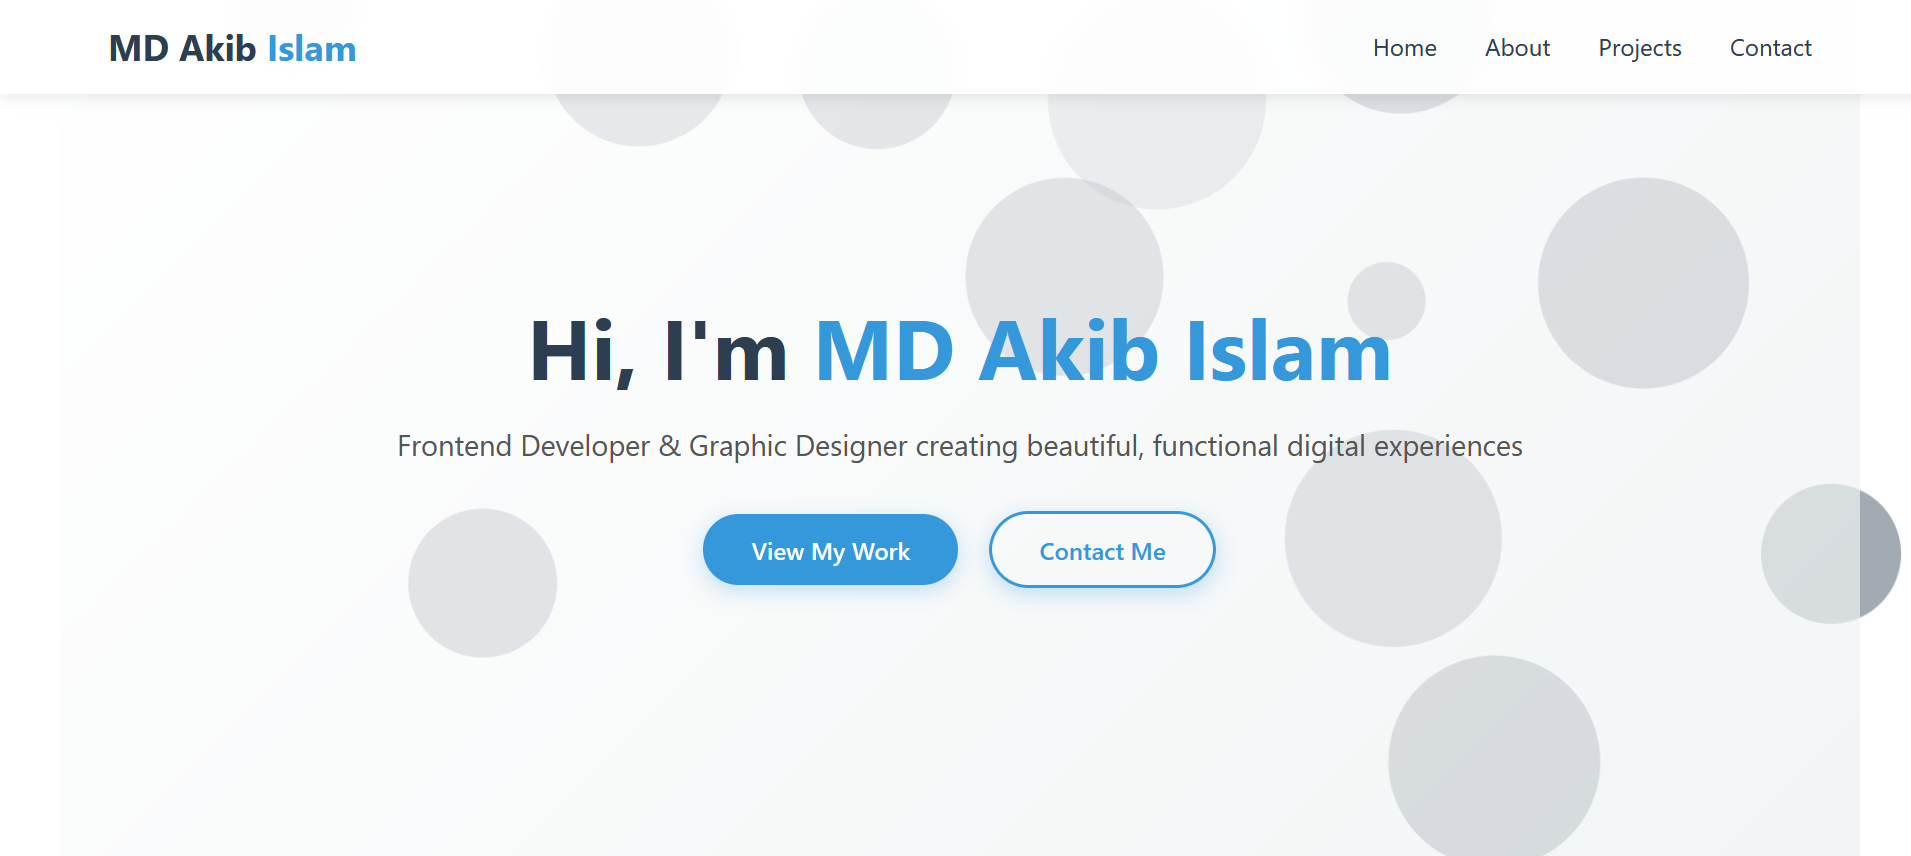 MD Akib Islam
Home About Projects Contact
Hi, I'm MD Akib Islam
Frontend Developer & Graphic Designer creating beautiful, functional digital experiences
View My Work
Contact Me